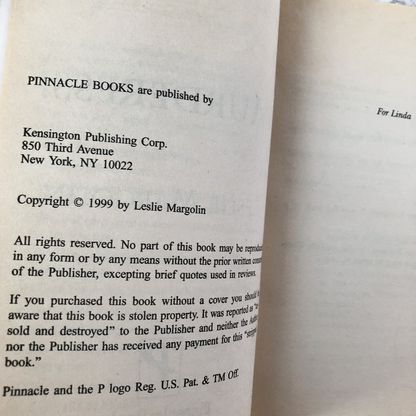 PINNACLE BOOKS are published by
Kensington Publishing Corp.
850 Third Avenue
New York, NY 10022
Copyright © 1999 by Leslie Margolin
All rights reserved. No part of this book may be
in any form or by any means without the prior written
of the Publisher, excepting brief quotes used in reviews.
If you purchased this book without a cover you should
aware that this book is stolen property. It was reported as
sold and destroyed” to the Publisher and neither the
nor the Publisher has received any payment for this
book.”
Pinnacle and the P logo Reg. U.S. Pat. & TM Off.
For Linda